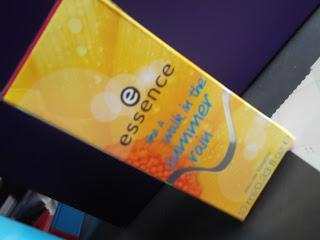 e
essence
like a
walk in the
summer
rain